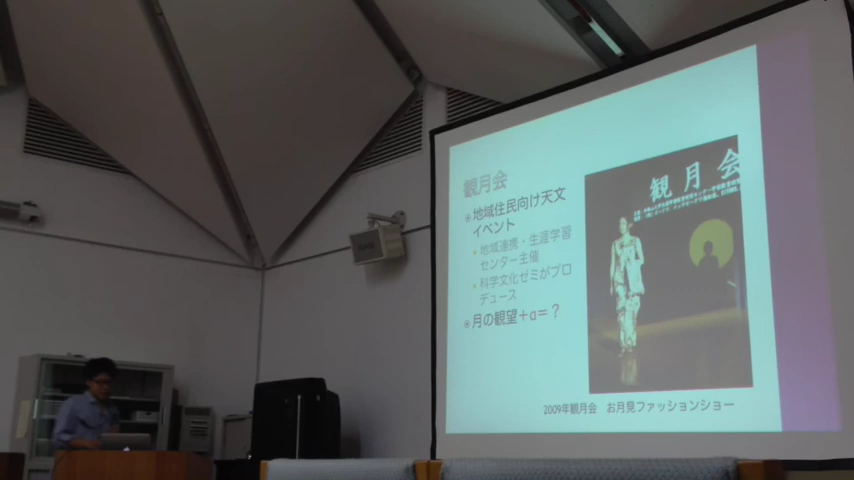 観月会
地域住民向け天文
イベント
地域連携・生涯学習
センター主催
科学文化ゼミがプロ
デュース
月の観望+α=？
観月会
2009年観月会　お月見ファッションショー